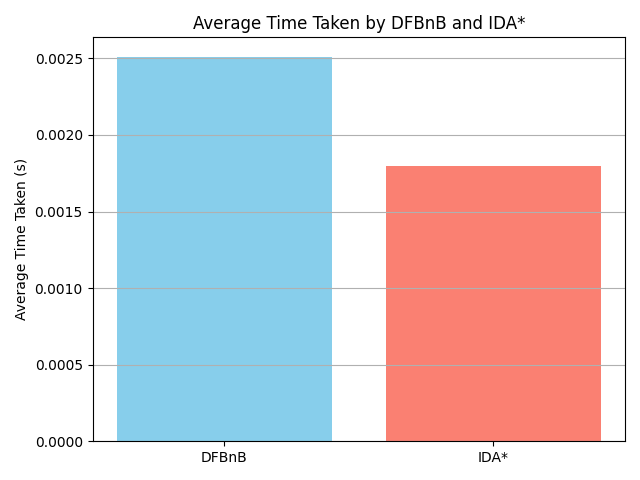 Average Time Taken by DFBnB and IDA*
Average Time Taken (s)
0.0025
0.0020
0.0015
0.0010
0.0005
0.0000
DFBnB
IDA*